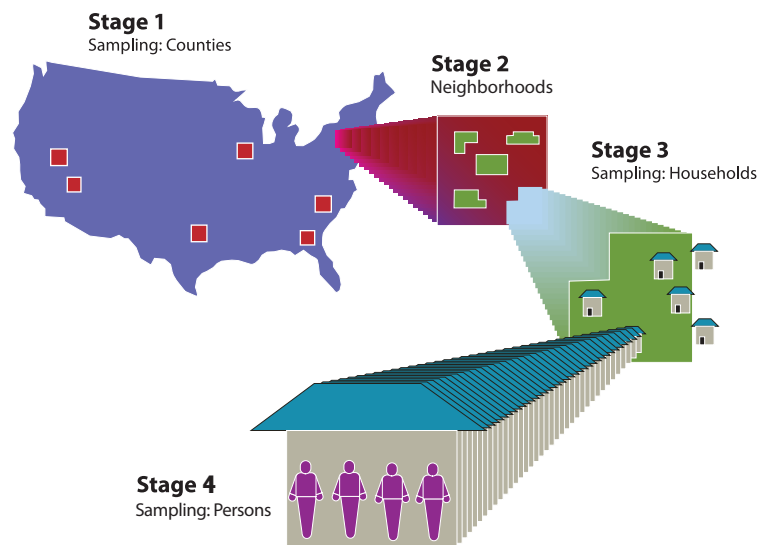 Stage 1
Sampling: Counties
Stage 2
Neighborhoods
Stage 3
Sampling: Households
Stage 4
Sampling: Persons